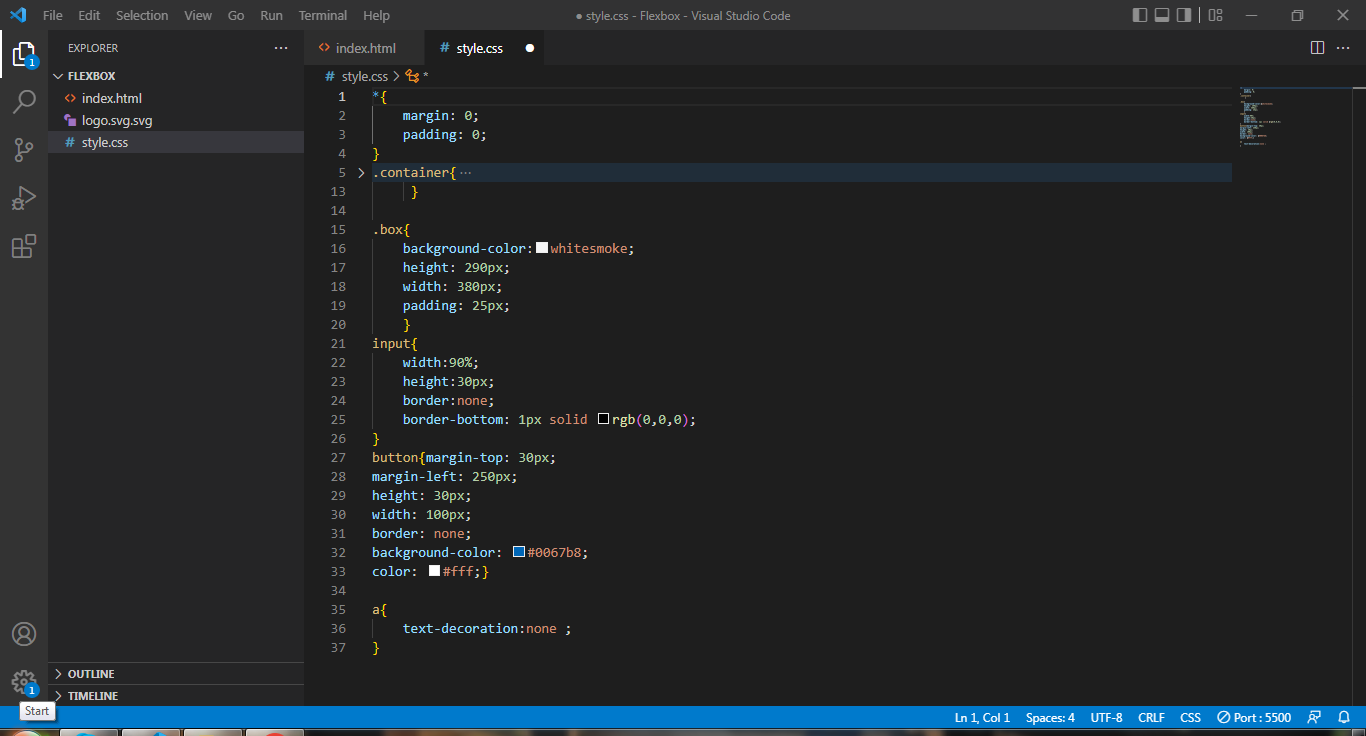 File Edit Selection View Go Run Terminal Help
● style.css - Flexbox - Visual Studio Code
EXPLORER
FLEXBOX
index.html
logo.svg.svg
style.css
OUTLINE
TIMELINE
1
1
Start
index.html
style.css
style.css > *
1 *{
2 margin: 0;
3 padding: 0;
4 }
5 .container{ ...
13 }
14
15 .box{
16 background-color: whitesmoke;
17 height: 290px;
18 width: 380px;
19 padding: 25px;
20 }
21 input{
22 width:90%;
23 height:30px;
24 border:none;
25 border-bottom: 1px solid rgb(0,0,0);
26 }
27 button{margin-top: 30px;
28 margin-left: 250px;
29 height: 30px;
30 width: 100px;
31 border: none;
32 background-color: #0067b8;
33 color: #fff;}
34
35 a{
36 text-decoration:none ;
37 }
Ln 1, Col 1 Spaces: 4 UTF-8 CRLF CSS Port : 5500